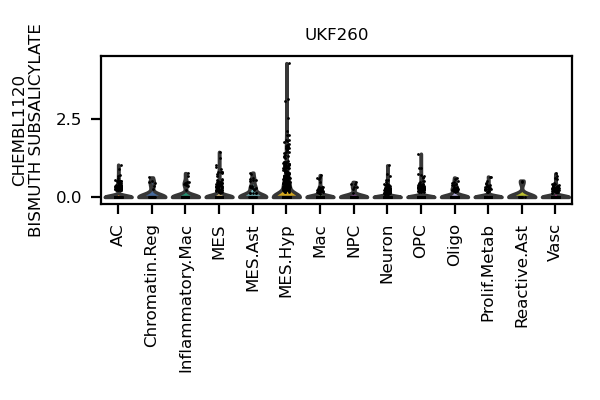 UKF260
CHEMBL1120
BISMUTH SUBSALICYLATE
2.5
0.0
AC
Chromatin.Reg
Inflammatory.Mac
MES
MES.Ast
MES.Hyp
Mac
NPC
Neuron
OPC
Oligo
Prolif.Metab
Reactive.Ast
Vasc